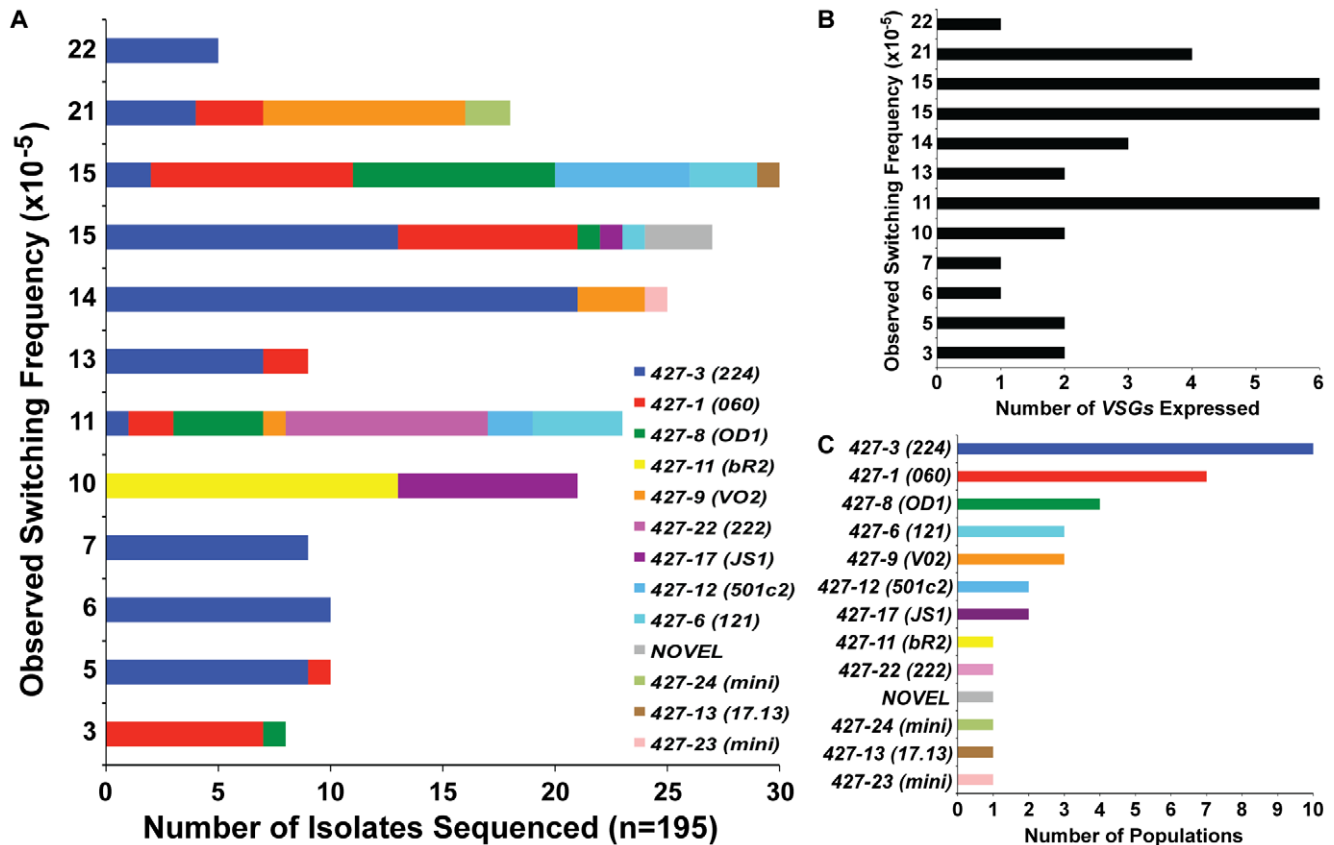 A
Observed Switching Frequency (x10-5)
22
21
15
15
14
13
11
10
7
6
5
3
0 5 10 15 20 25 30
Number of Isolates Sequenced (n=195)
427-3 (224)
427-1 (060)
427-8 (OD1)
427-11 (bR2)
427-9 (VO2)
427-22 (222)
427-17 (JS1)
427-12 (501c2)
427-6 (121)
NOVEL
427-24 (mini)
427-13 (17.13)
427-23 (mini)
B
Observed Switching Frequency (x10-5)
22
21
15
15
14
13
11
10
7
6
5
3
0 1 2 3 4 5 6
Number of VSGs Expressed
C
427-3 (224)
427-1 (060)
427-8 (OD1)
427-6 (121)
427-9 (V02)
427-12 (501c2)
427-17 (JS1)
427-11 (bR2)
427-22 (222)
NOVEL
427-24 (mini)
427-13 (17.13)
427-23 (mini)
0 1 2 3 4 5 6 7 8 9 10
Number of Populations